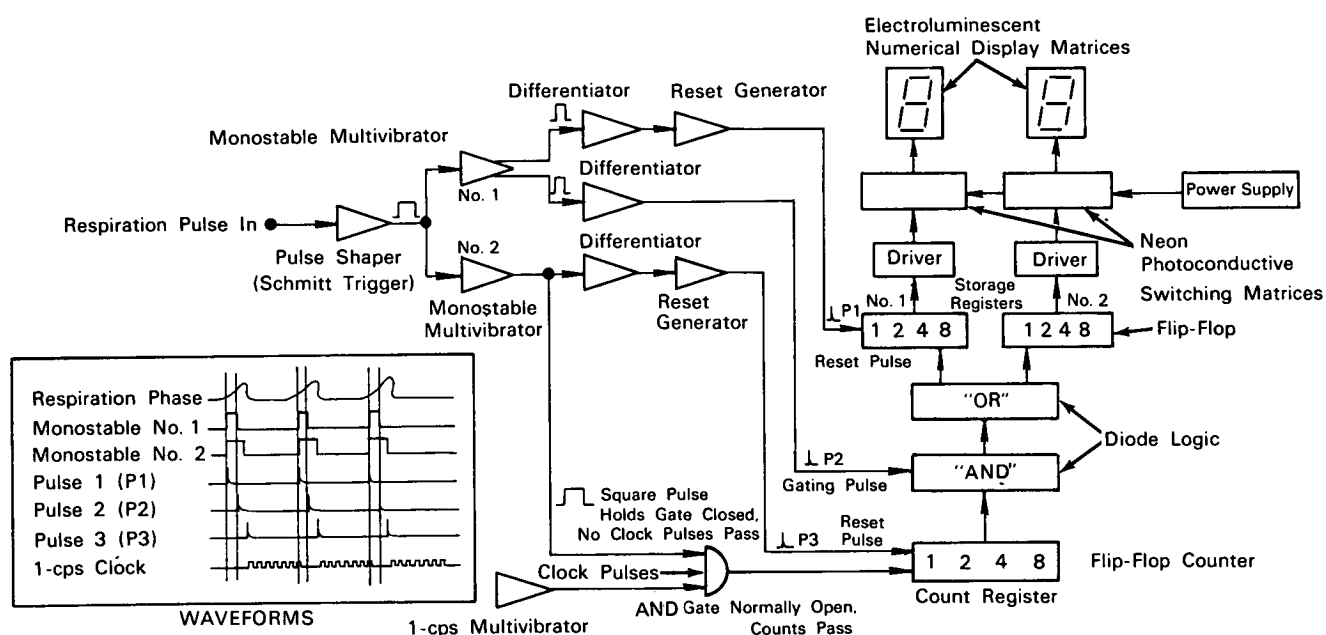 Electroluminescent
Numerical Display Matrices
Differentiator
Reset Generator
Monostable Multivibrator
No. 1
Differentiator
Power Supply
Respiration Pulse In
Pulse Shaper
(Schmitt Trigger)
No. 2
Monostable
Multivibrator
Differentiator
Reset
Generator
Driver
Driver
Neon
Photoconductive
Switching Matrices
Storage
Registers
No. 1
No. 2
P1
1 2 4 8
1 2 4 8
Flip-Flop
Reset Pulse
"OR"
Diode Logic
P2
Gating Pulse
"AND"
Square Pulse
Holds Gate Closed,
No Clock Pulses Pass
P3
Reset
Pulse
1 2 4 8
Flip-Flop Counter
Count Register
Clock Pulses
AND Gate Normally Open,
Counts Pass
1-cps Multivibrator
Respiration Phase
Monostable No. 1
Monostable No. 2
Pulse 1 (P1)
Pulse 2 (P2)
Pulse 3 (P3)
1-cps Clock
WAVEFORMS